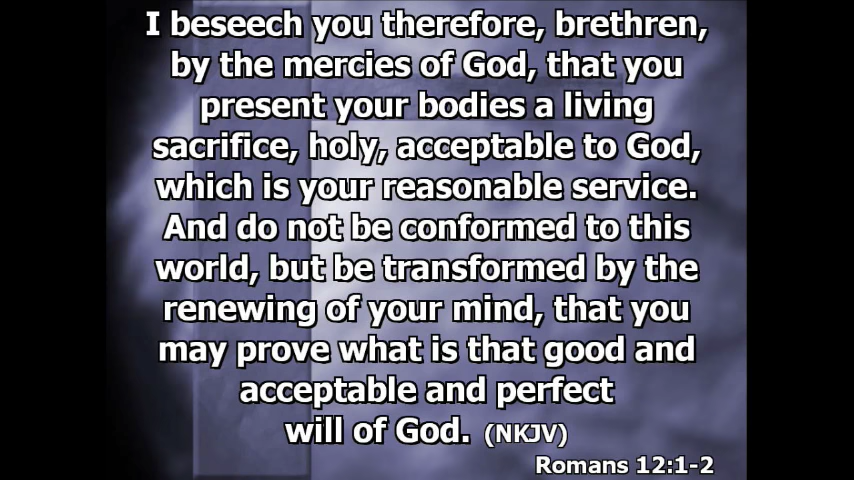 I beseech you therefore, brethren,
by the mercies of God, that you
present your bodies a living
sacrifice, holy, acceptable to God,
which is your reasonable service.
And do not be conformed to this
world, but be transformed by the
renewing of your mind, that you
may prove what is that good and
acceptable and perfect
will of God. (NKJV)
Romans 12:1-2